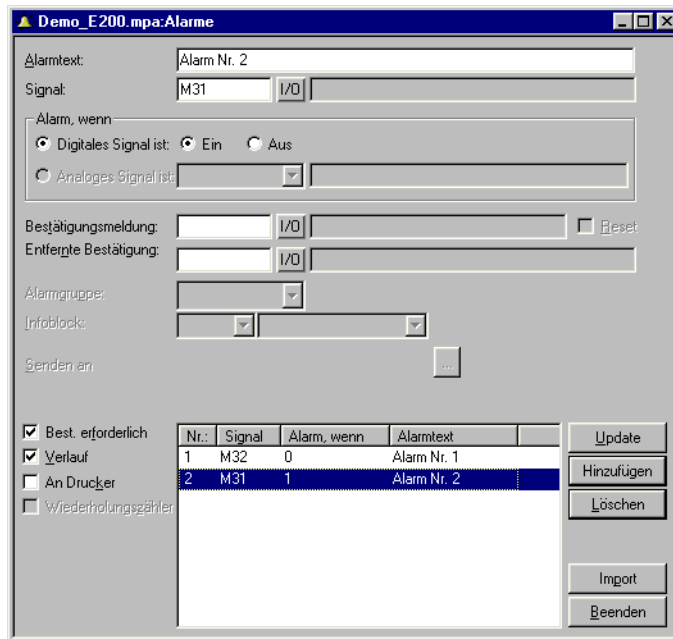 Demo_E200.mpa:Alarme
Alarmtext: Alarm Nr. 2
Signal: M31 I/O
Alarm, wenn
Digitales Signal ist: Ein Aus
Analoges Signal ist:
Bestätigungsmeldung: I/O Reset
Entfernte Bestätigung: I/O
Alarmgruppe:
Infoblock:
Senden an ...
Best. erforderlich
Verlauf
An Drucker
Wiederholungszähler
Nr.: Signal Alarm, wenn Alarmtext
1 M32 0 Alarm Nr. 1
2 M31 1 Alarm Nr. 2
Update
Hinzufügen
Löschen
Import
Beenden